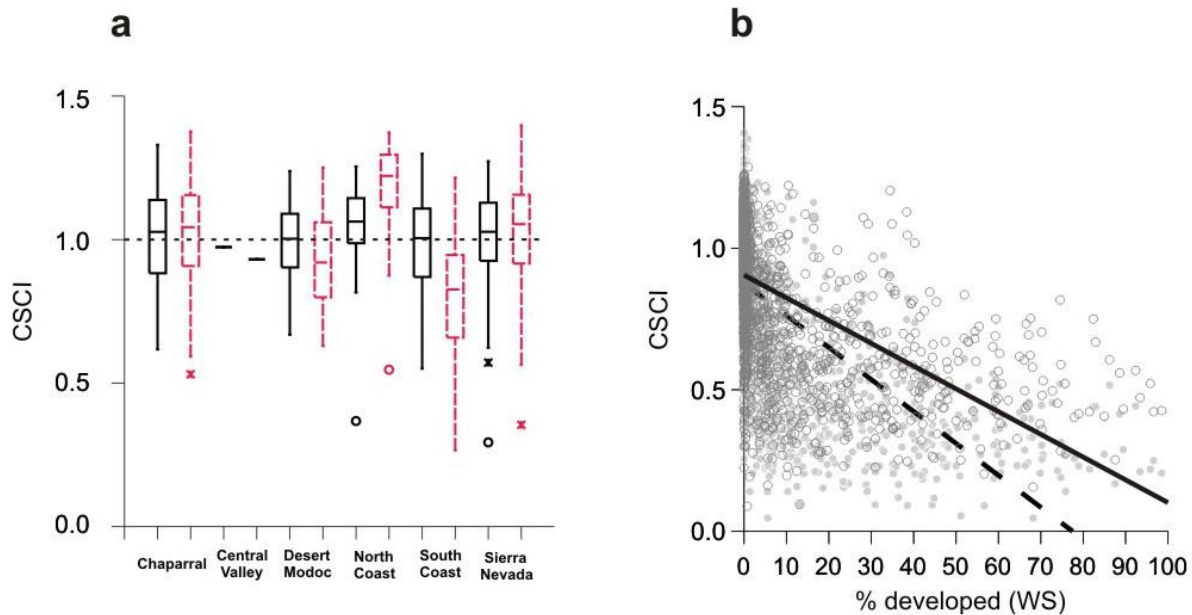 a
CSCI
1.5
1.0
0.5
0.0
Chaparral
Central
Valley
Desert
Modoc
North
Coast
South
Coast
Sierra
Nevada
b
CSCI
1.5
1.0
0.5
0.0
0 10 20 30 40 50 60 70 80 90 100
% developed (WS)